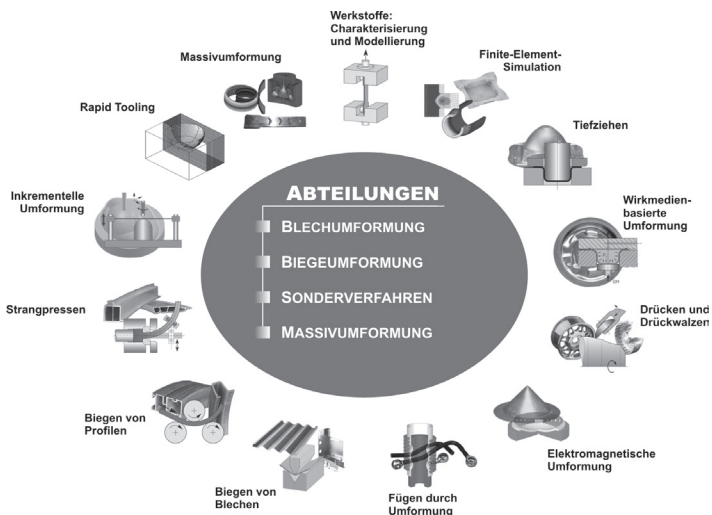 Werkstoffe:
Charakterisierung
und Modellierung
Finite-Element-
Simulation
Tiefziehen
Wirkmedien-
basierte
Umformung
Drücken und
Drückwalzen
Elektromagnetische
Umformung
Fügen durch
Umformung
Biegen von
Blechen
Biegen von
Profilen
Strangpressen
Inkrementelle
Umformung
Rapid Tooling
Massivumformung
ABTEILUNGEN
BLECHUMFORMUNG
BIEGEUMFORMUNG
SONDERVERFAHREN
MASSIVUMFORMUNG